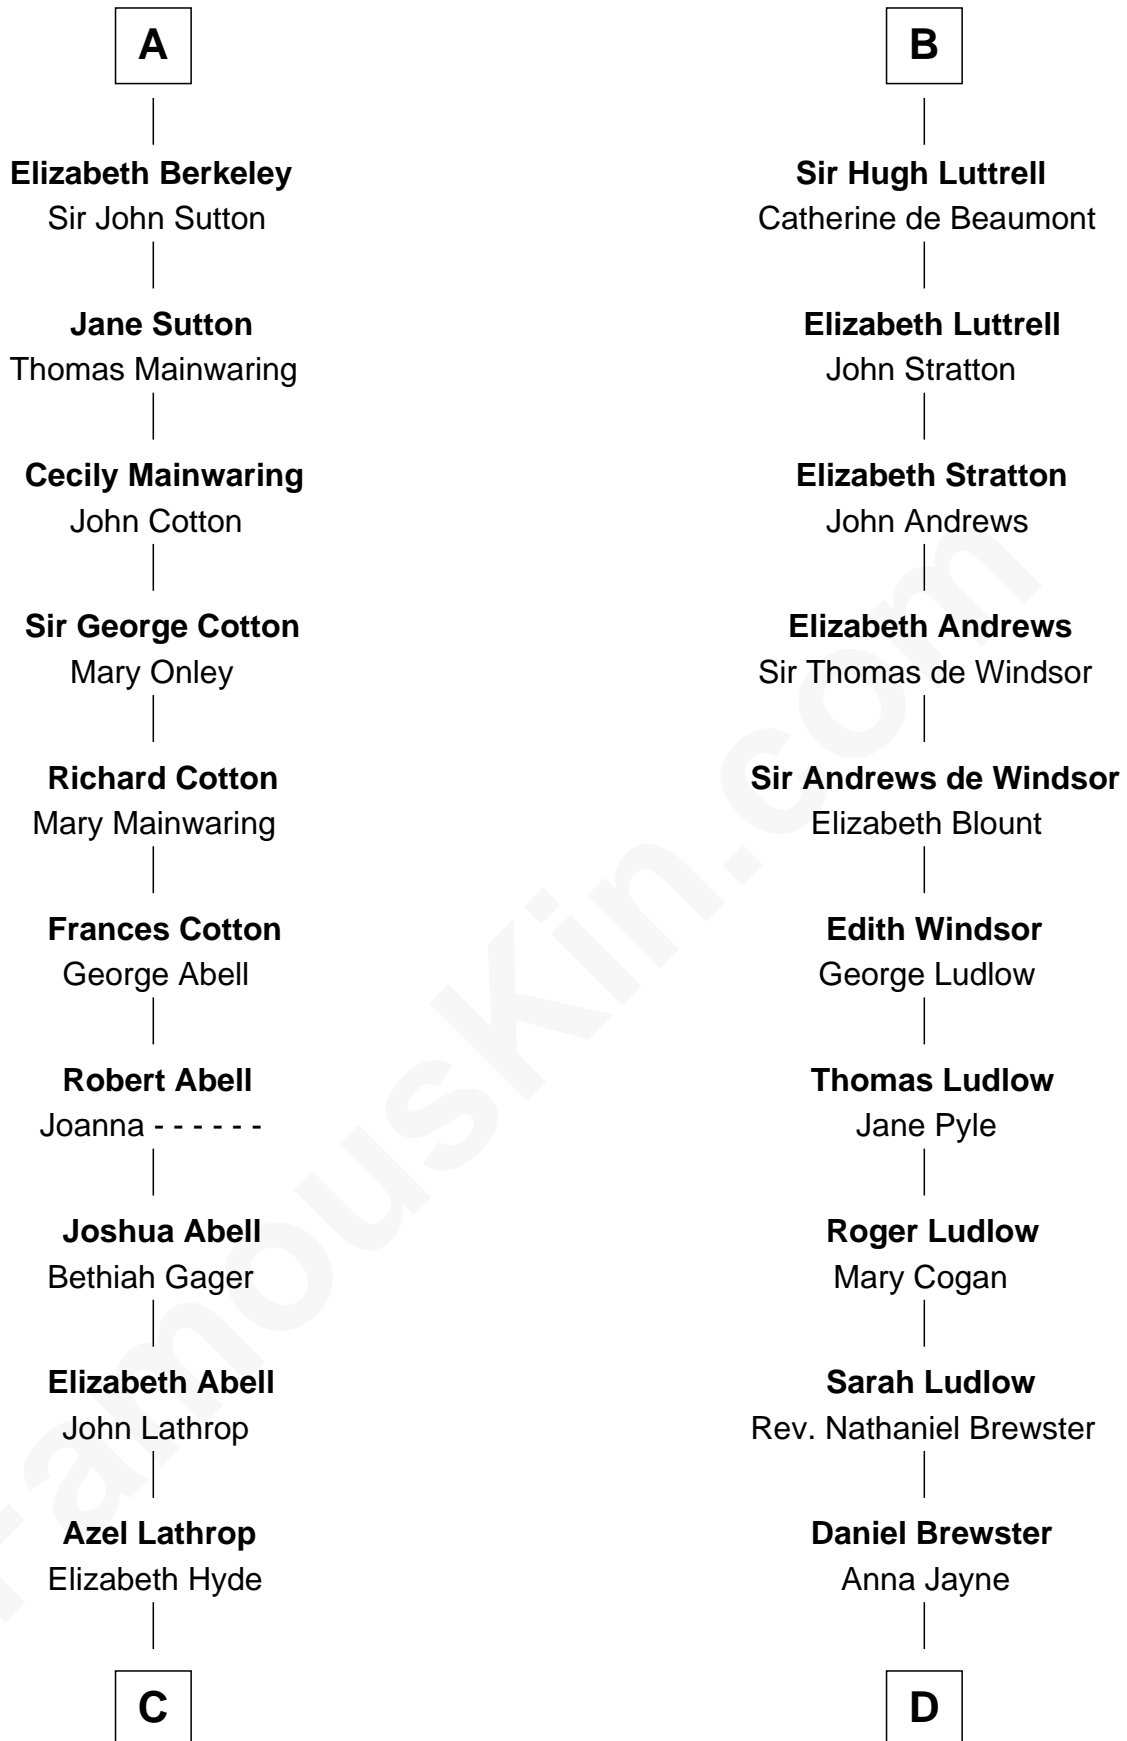 A
Elizabeth Berkeley
Sir John Sutton
Jane Sutton
Thomas Mainwaring
Cecily Mainwaring
John Cotton
Sir George Cotton
Mary Onley
Richard Cotton
Mary Mainwaring
Frances Cotton
George Abell
Robert Abell
Joanna - - - - - -
Joshua Abell
Bethiah Gager
Elizabeth Abell
John Lathrop
Azel Lathrop
Elizabeth Hyde
C
B
Sir Hugh Luttrell
Catherine de Beaumont
Elizabeth Luttrell
John Stratton
Elizabeth Stratton
John Andrews
Elizabeth Andrews
Sir Thomas de Windsor
Sir Andrews de Windsor
Elizabeth Blount
Edith Windsor
George Ludlow
Thomas Ludlow
Jane Pyle
Roger Ludlow
Mary Cogan
Sarah Ludlow
Rev. Nathaniel Brewster
Daniel Brewster
Anna Jayne
D
FamousKin.com